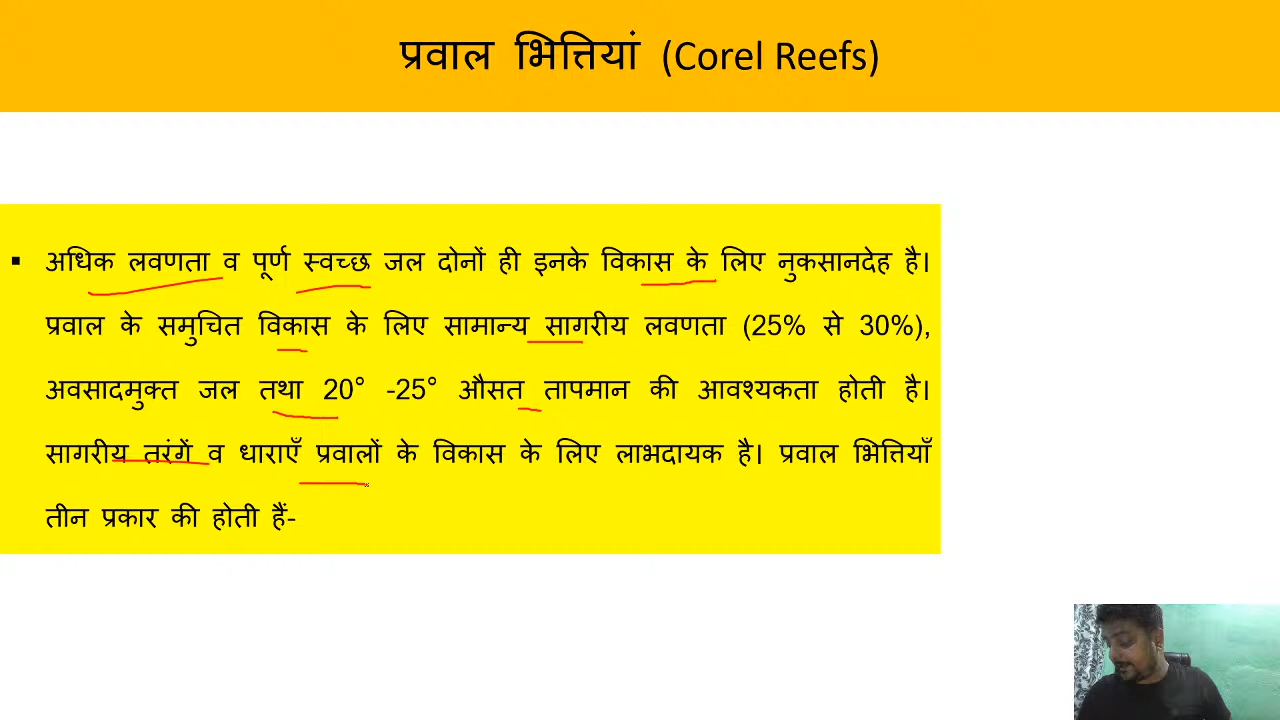 प्रवाल भित्तियां (Corel Reefs)
▪ अधिक लवणता व पूर्ण स्वच्छ जल दोनों ही इनके विकास के लिए नुकसानदेह है।
प्रवाल के समुचित विकास के लिए सामान्य सागरीय लवणता (25% से 30%),
अवसादमुक्त जल तथा 20° -25° औसत तापमान की आवश्यकता होती है।
सागरीय तरंगें व धाराएँ प्रवालों के विकास के लिए लाभदायक है। प्रवाल भित्तियाँ
तीन प्रकार की होती हैं-